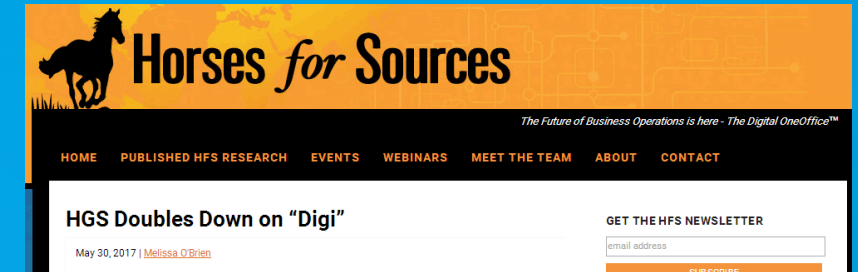 Horses for Sources
The Future of Business Operations is here - The Digital OneOffice™
HOME PUBLISHED HFS RESEARCH EVENTS WEBINARS MEET THE TEAM ABOUT CONTACT
HGS Doubles Down on “Digi”
GET THE HFS NEWSLETTER
May 30, 2017 | Melissa O'Brien
email address
SUBSCRIBE